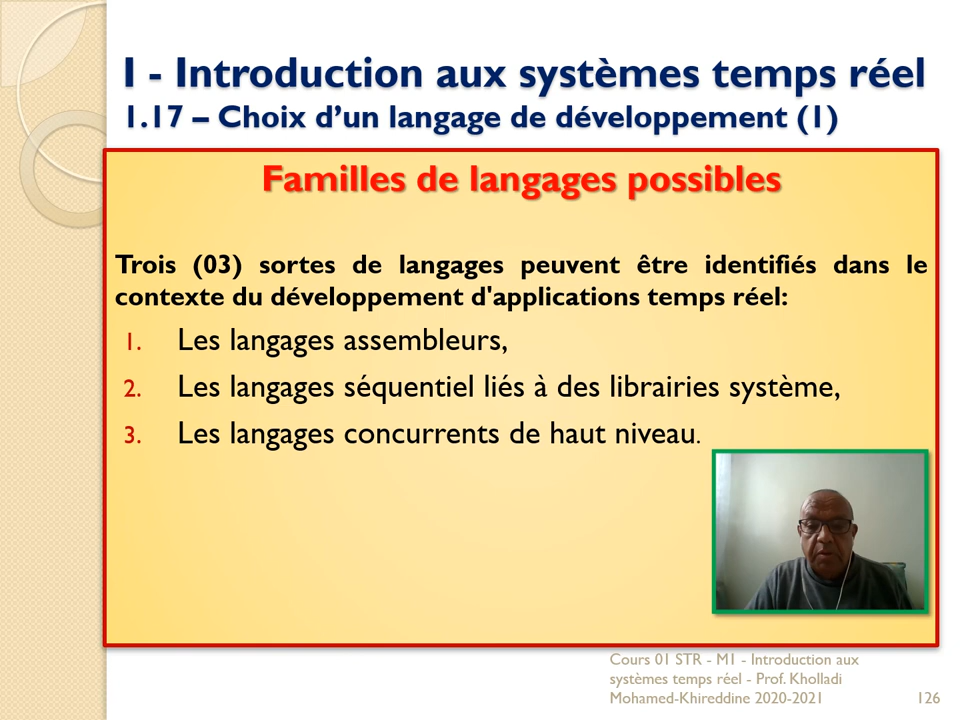 I - Introduction aux systèmes temps réel
1.17 – Choix d’un langage de développement (1)
Familles de langages possibles
Trois (03) sortes de langages peuvent être identifiés dans le
contexte du développement d'applications temps réel:
1. Les langages assembleurs,
2. Les langages séquentiel liés à des librairies système,
3. Les langages concurrents de haut niveau.
Cours 01 STR - M1 - Introduction aux
systèmes temps réel - Prof. Kholladi
Mohamed-Khireddine 2020-2021
126